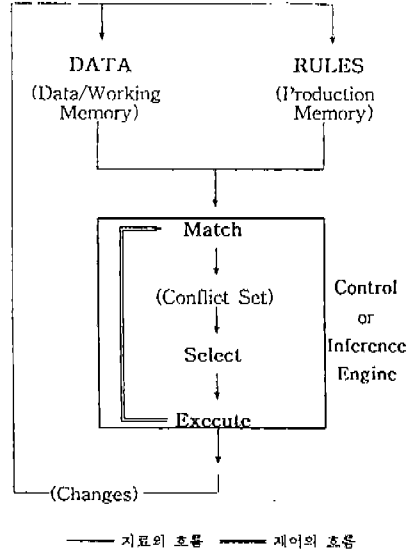 DATA
(Data/Working
Memory)
RULES
(Production
Memory)
Match
(Conflict Set)
Select
Execute
Control
or
Inference
Engine
(Changes)
지료의 흐름
제어의 흐름